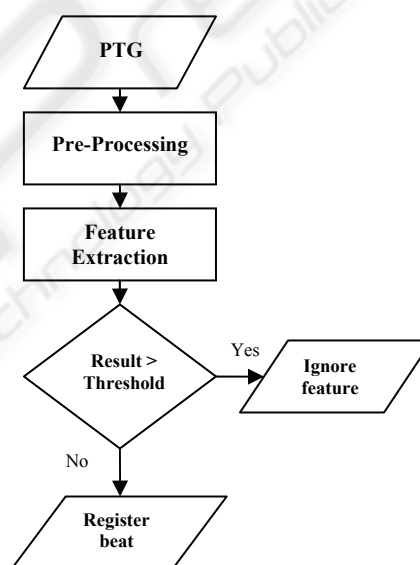 PTG
Pre-Processing
Feature
Extraction
Result >
Threshold
Yes
Ignore
feature
No
Register
beat